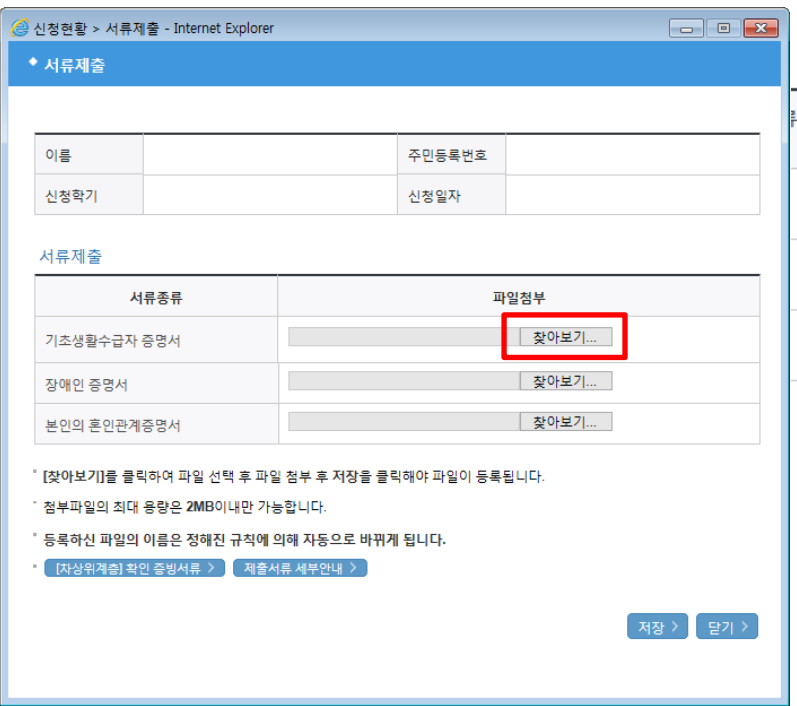 신청현황 > 서류제출 - Internet Explorer
서류제출
이름 주민등록번호
신청학기 신청일자
서류제출
서류종류 파일첨부
기초생활수급자 증명서 찾아보기...
장애인 증명서 찾아보기...
본인의 혼인관계증명서 찾아보기...
[찾아보기]를 클릭하여 파일 선택 후 파일 첨부 후 저장을 클릭해야 파일이 등록됩니다.
첨부파일의 최대 용량은 2MB이내만 가능합니다.
등록하신 파일의 이름은 정해진 규칙에 의해 자동으로 바뀌게 됩니다.
[차상위계층] 확인 증빙서류 > 제출서류 세부안내 >
저장 > 닫기 >